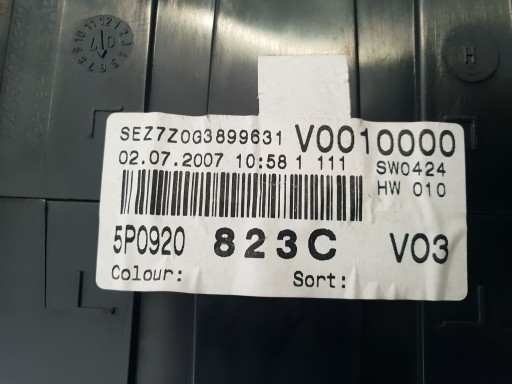 H
SEZ7Z0G3899631 V0010000
02.07.2007 10:58 1 111 SW0424
HW 010
5P0920 823C V03
Colour: Sort: